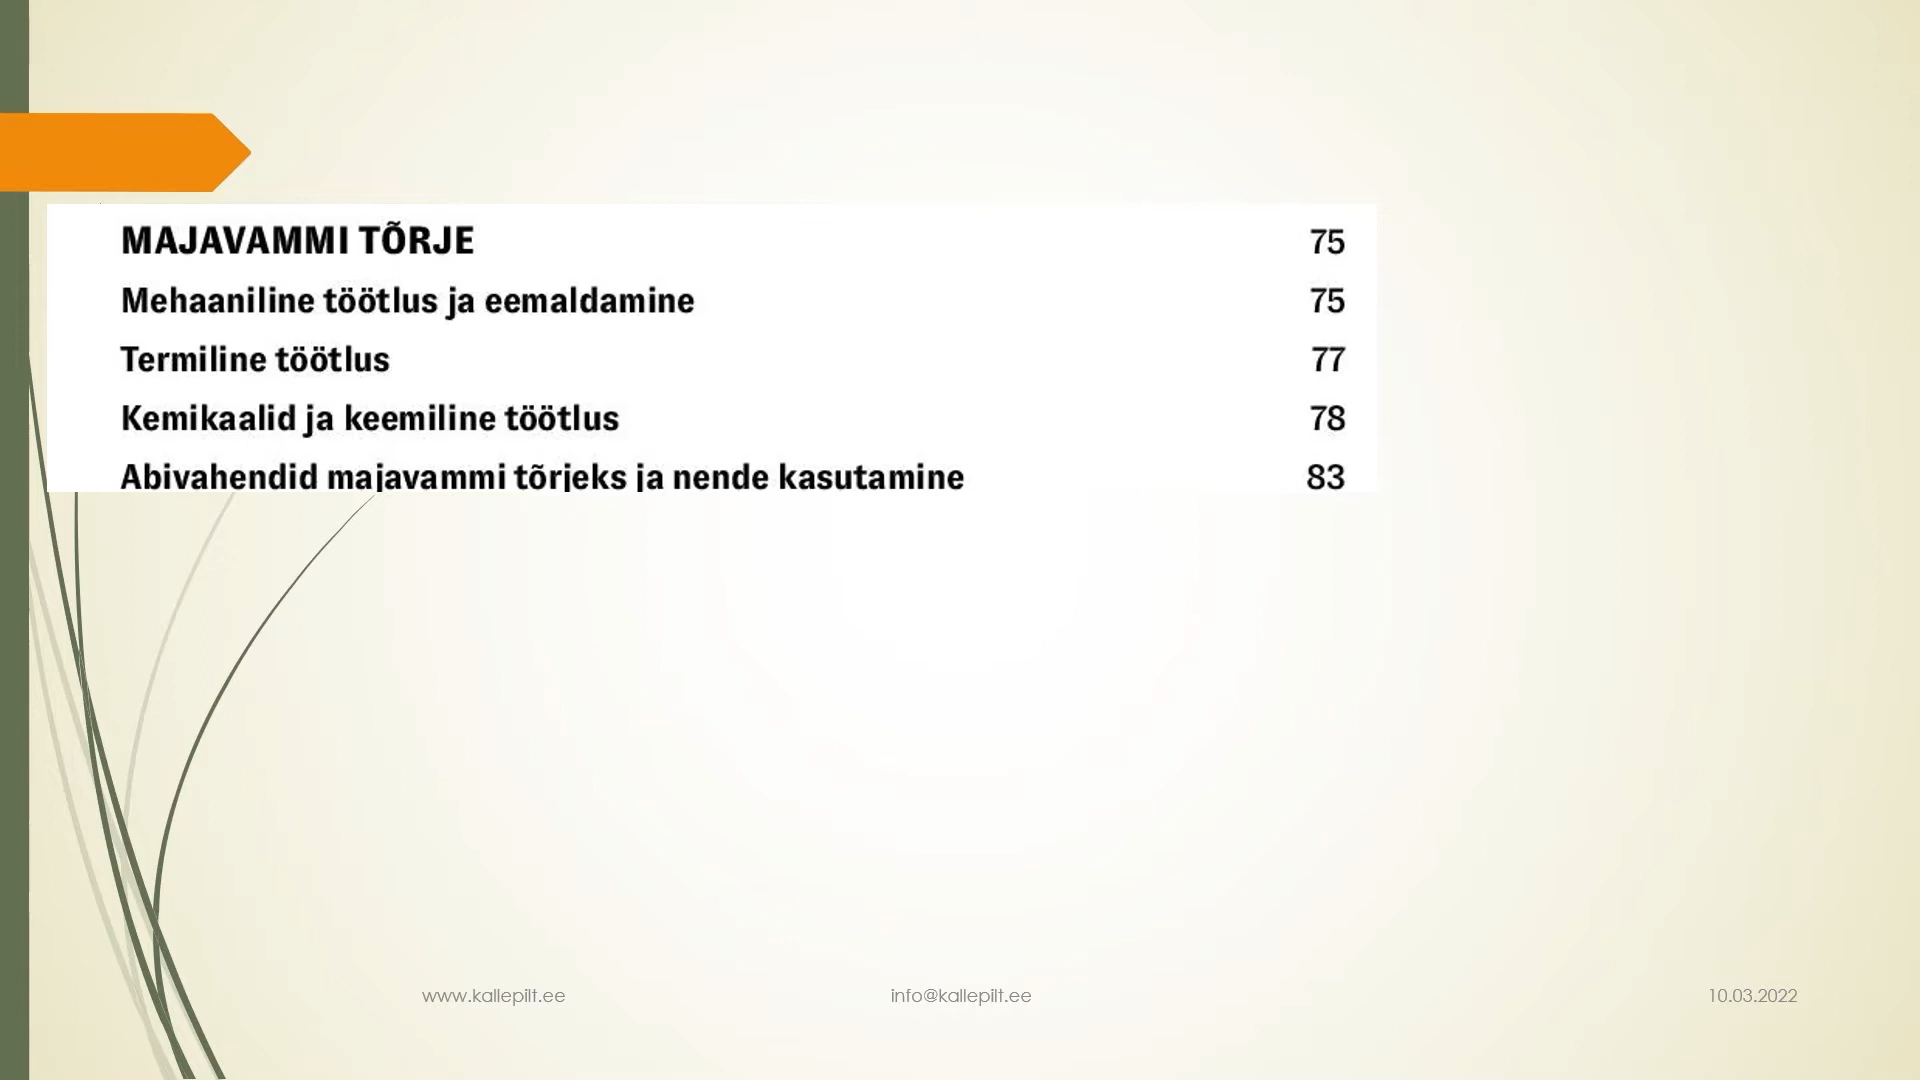 MAJAVAMMI TÕRJE 75
Mehaaniline töötlus ja eemaldamine 75
Termiline töötlus 77
Kemikaalid ja keemiline töötlus 78
Abivahendid majavammi tõrjeks ja nende kasutamine 83
www.kallepilt.ee info@kallepilt.ee 10.03.2022